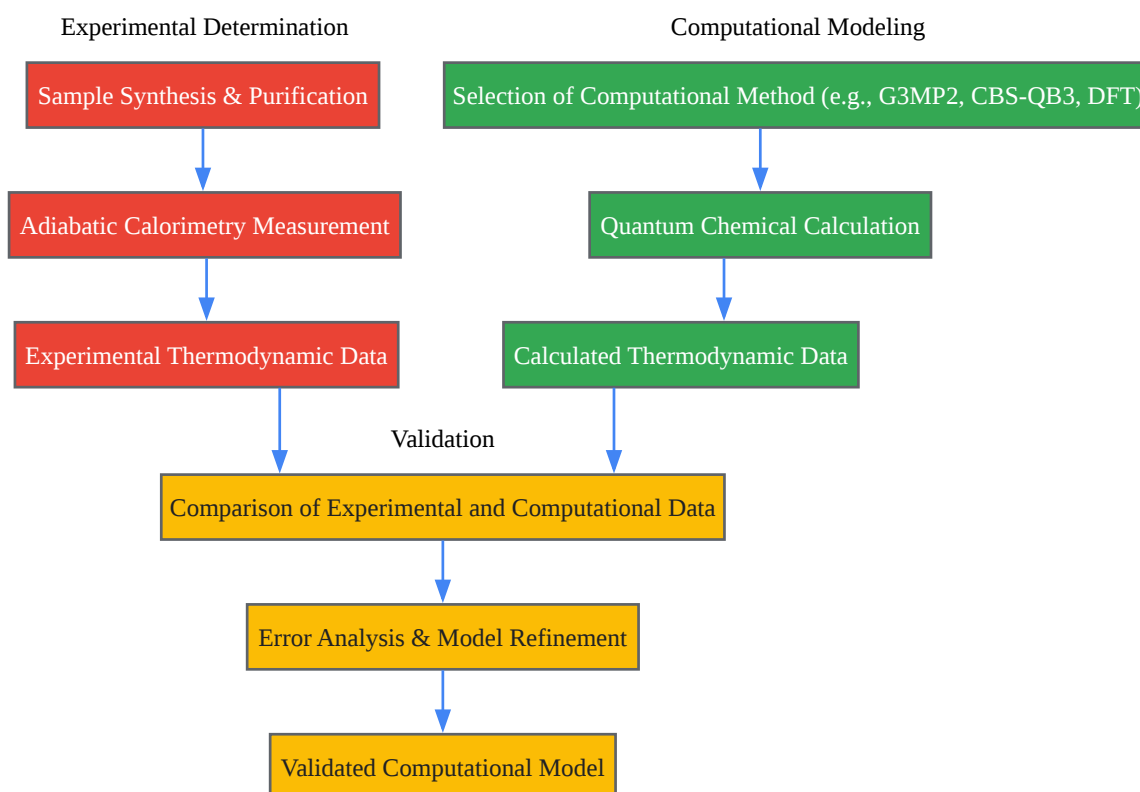 Experimental Determination
Computational Modeling
Sample Synthesis & Purification
Selection of Computational Method (e.g., G3MP2, CBS-QB3, DFT)
Adiabatic Calorimetry Measurement
Quantum Chemical Calculation
Experimental Thermodynamic Data
Calculated Thermodynamic Data
Validation
Comparison of Experimental and Computational Data
Error Analysis & Model Refinement
Validated Computational Model